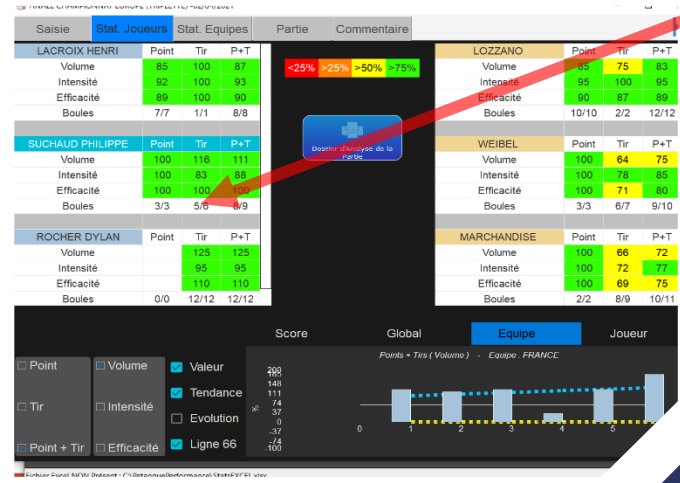 FINALE CHAMPIONNAT EUROPE (TRIPLETTES -02/04/2021
Saisie Stat. Joueurs Stat. Equipes Partie Commentaire
LACROIX HENRI Point Tir P+T
Volume 85 100 87
Intensité 92 100 93
Efficacité 89 100 90
Boules 7/7 1/1 8/8
SUCHAUD PHILIPPE Point Tir P+T
Volume 100 116 111
Intensité 100 83 88
Efficacité 100 100 100
Boules 3/3 5/6 8/9
ROCHER DYLAN Point Tir P+T
Volume 125 125
Intensité 95 95
Efficacité 110 110
Boules 0/0 12/12 12/12
<25% >25% >50% >75%
Dossier d'Analyse de la
Partie
LOZZANO Point Tir P+T
Volume 85 75 83
Intensité 95 100 95
Efficacité 90 87 89
Boules 10/10 2/2 12/12
WEIBEL Point Tir P+T
Volume 100 64 75
Intensité 100 78 85
Efficacité 100 71 80
Boules 3/3 6/7 9/10
MARCHANDISE Point Tir P+T
Volume 100 66 72
Intensité 100 72 77
Efficacité 100 69 75
Boules 2/2 8/9 10/11
Score Global Equipe Joueur
Point Volume Valeur
Tendance
Tir Intensité
Evolution
Point + Tir Efficacité Ligne 66
Points + Tirs ( Volume ) - Equipe : FRANCE
%
200
185
148
111
74
37
0
-37
-74
-100
0 1 2 3 4 5
Fichier Excel NON Présent : C:\PetanquePerformance\StatsEXCEL.xlsx